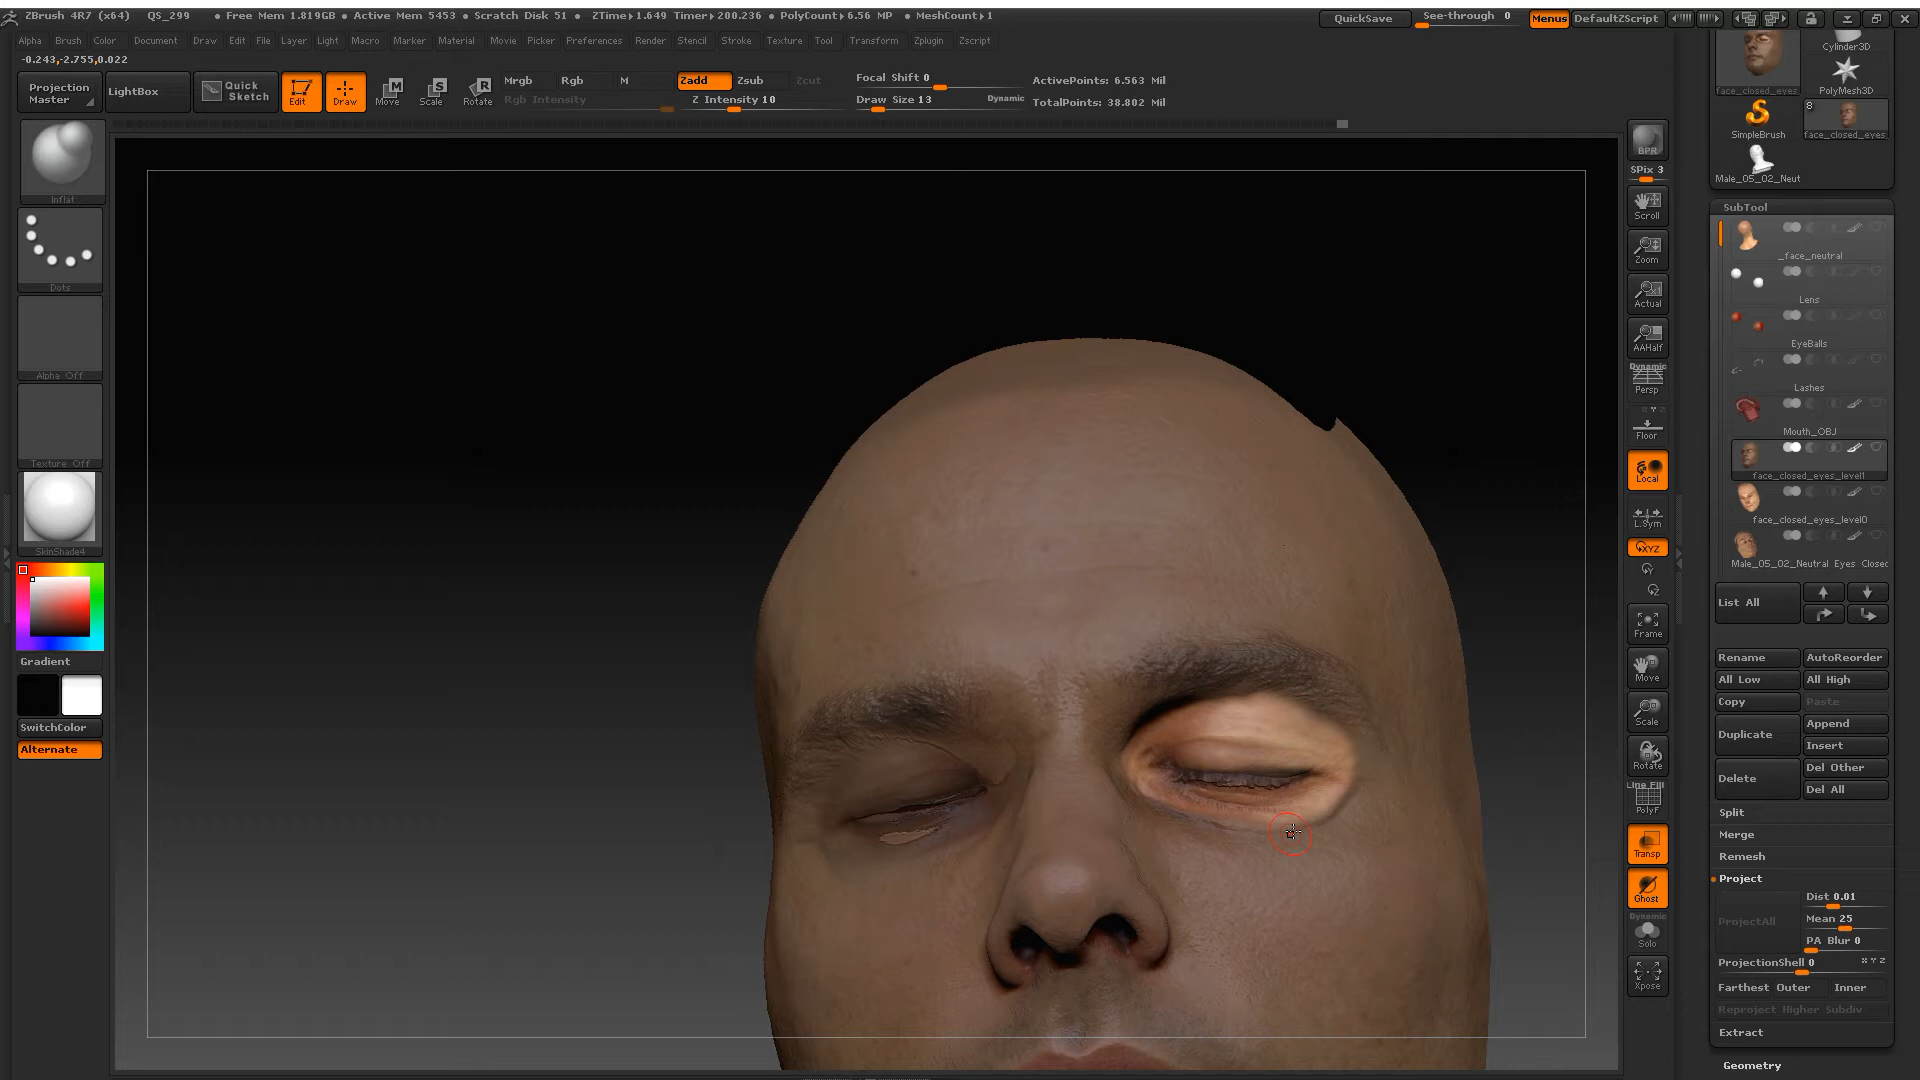 ZBrush 4R7 (x64) QS_299 • Free Mem 1.819GB • Active Mem 5453 • Scratch Disk 51 • ZTime▸1.649 Timer▸200.236 • PolyCount▸6.56 MP • MeshCount▸1 QuickSave See-through 0 Menus DefaultZScript
Alpha Brush Color Document Draw Edit File Layer Light Macro Marker Material Movie Picker Preferences Render Stencil Stroke Texture Tool Transform Zplugin Zscript
-0.243,-2.755,0.022
Projection Master
LightBox
Quick Sketch
Edit
Draw
Move
Scale
Rotate
Mrgb Rgb M Zadd Zsub Zcut
Rgb Intensity Z Intensity 10
Focal Shift 0
Draw Size 13 Dynamic
ActivePoints: 6.563 Mil
TotalPoints: 38.802 Mil
Inflat
Dots
Alpha Off
Texture Off
SkinShade4
Gradient
SwitchColor
Alternate
BPR
SPix 3
Scroll
Zoom
Actual
AAHalf
Dynamic
Persp
Floor
Local
L.Sym
XYZ
Frame
Move
Scale
Rotate
Line Fill
PolyF
Transp
Ghost
Dynamic
Solo
Xpose
Cylinder3D
face_closed_eyes
PolyMesh3D
8
SimpleBrush
face_closed_eyes
Male_05_02_Neut
SubTool
_face_neutral
Lens
EyeBalls
Lashes
Mouth_OBJ
face_closed_eyes_level1
face_closed_eyes_level0
Male_05_02_Neutral Eyes Closed
List All
Rename AutoReorder
All Low All High
Copy Paste
Duplicate Append
Insert
Delete Del Other
Del All
Split
Merge
Remesh
Project
ProjectAll Dist 0.01
Mean 25
PA Blur 0
ProjectionShell 0 X Y Z
Farthest Outer Inner
Reproject Higher Subdiv
Extract
Geometry